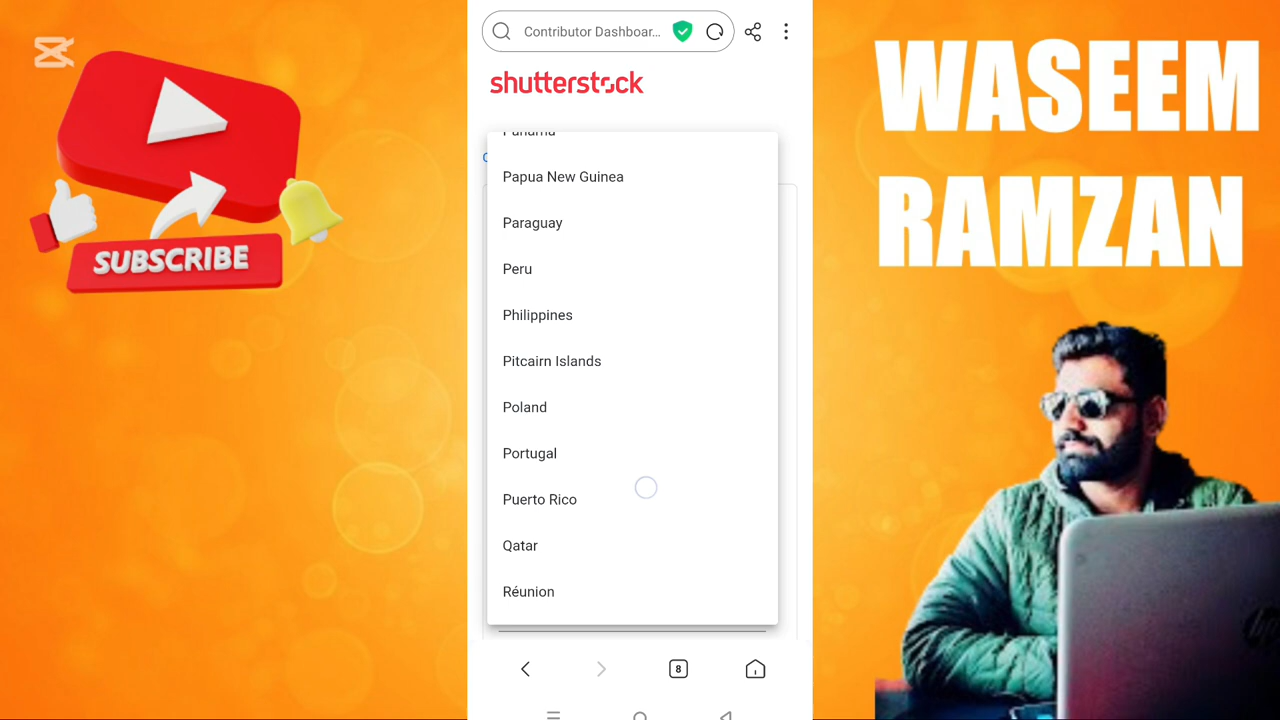 Contributor Dashboar...
shutterstock
Panama
Papua New Guinea
Paraguay
Peru
Philippines
Pitcairn Islands
Poland
Portugal
Puerto Rico
Qatar
Réunion
8
SUBSCRIBE
WASEEM
RAMZAN